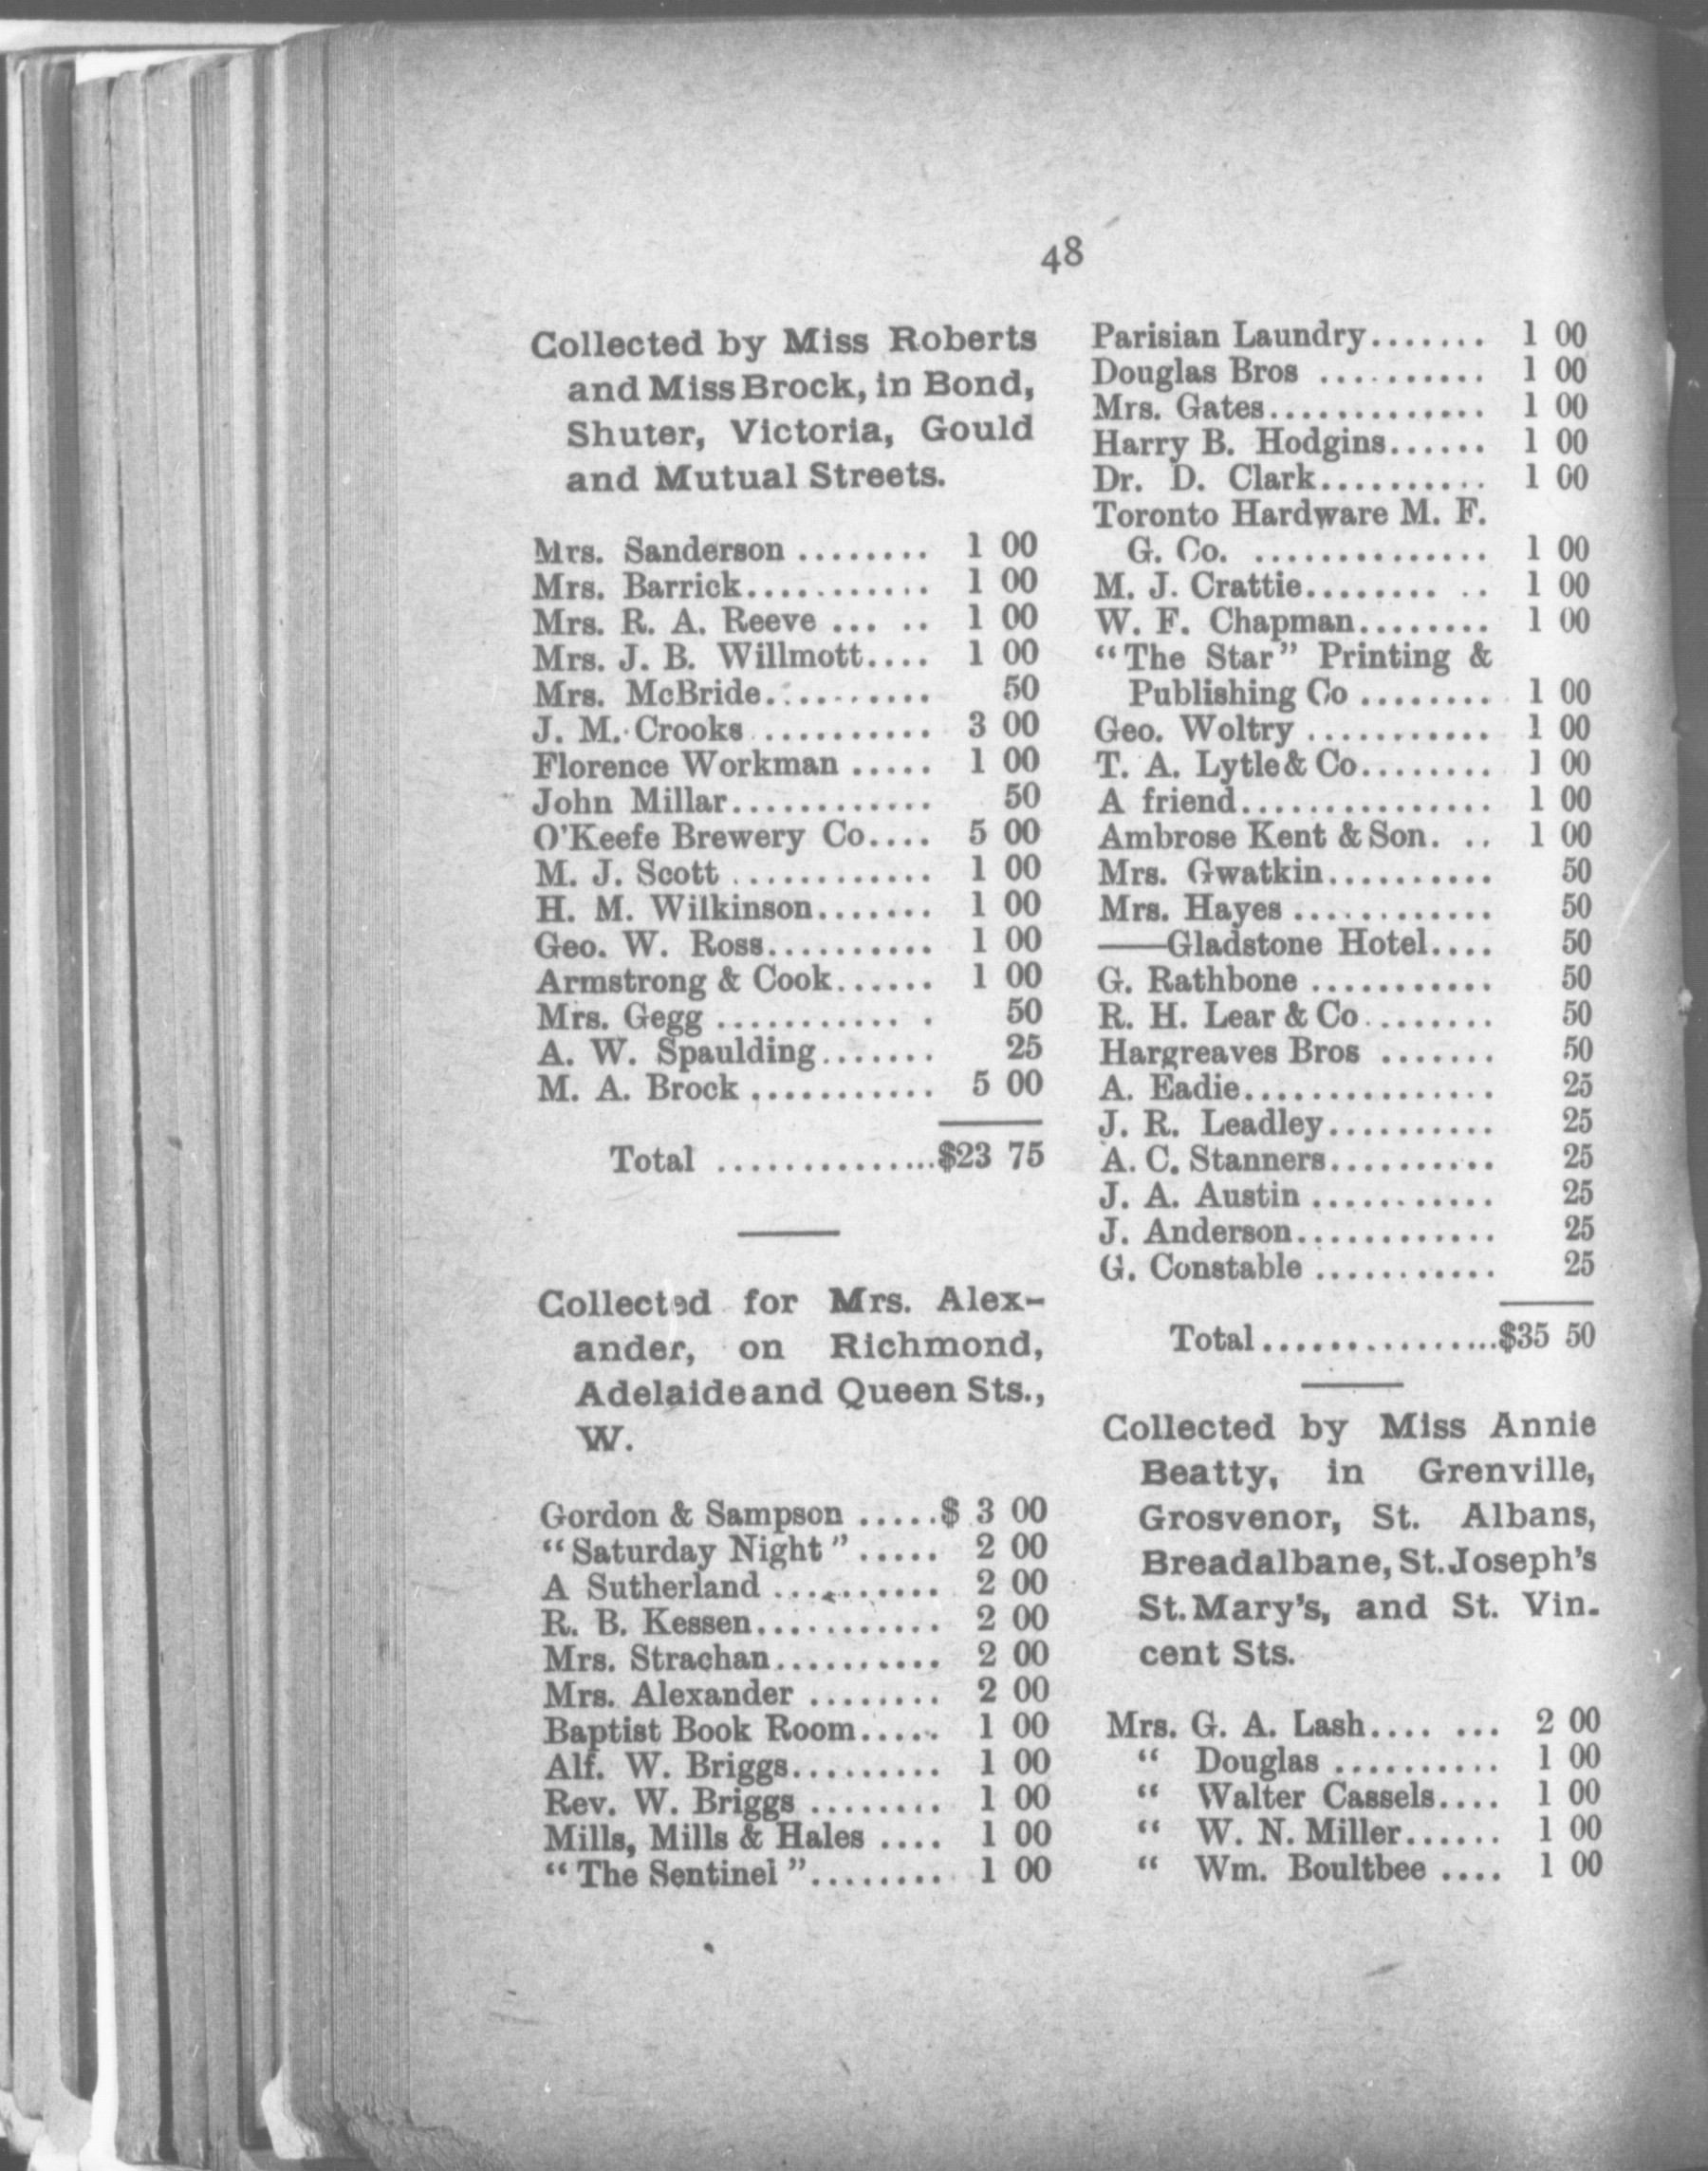 48
Collected by Miss Roberts
and Miss Brock, in Bond,
Shuter, Victoria, Gould
and Mutual Streets.
Mrs. Sanderson ........ 1 00
Mrs. Barrick........... 1 00
Mrs. R. A. Reeve ... .. 1 00
Mrs. J. B. Willmott.... 1 00
Mrs. McBride.......... 50
J. M. Crooks ........... 3 00
Florence Workman ..... 1 00
John Millar............ 50
O'Keefe Brewery Co.... 5 00
M. J. Scott ............ 1 00
H. M. Wilkinson....... 1 00
Geo. W. Ross.......... 1 00
Armstrong & Cook...... 1 00
Mrs. Gegg ........... . 50
A. W. Spaulding....... 25
M. A. Brock ........... 5 00
Total ..............$23 75
Collected for Mrs. Alex-
ander, on Richmond,
Adelaide and Queen Sts.,
W.
Gordon & Sampson .....$ 3 00
"Saturday Night" ..... 2 00
A Sutherland .......... 2 00
R. B. Kessen........... 2 00
Mrs. Strachan.......... 2 00
Mrs. Alexander ........ 2 00
Baptist Book Room..... 1 00
Alf. W. Briggs......... 1 00
Rev. W. Briggs ........ 1 00
Mills, Mills & Hales .... 1 00
"The Sentinel"........ 1 00
Parisian Laundry....... 1 00
Douglas Bros .......... 1 00
Mrs. Gates............. 1 00
Harry B. Hodgins...... 1 00
Dr. D. Clark.......... 1 00
Toronto Hardware M. F.
G. Co. .............. 1 00
M. J. Crattie........ .. 1 00
W. F. Chapman........ 1 00
"The Star" Printing &
Publishing Co ........ 1 00
Geo. Woltry ........... 1 00
T. A. Lytle & Co........ 1 00
A friend............... 1 00
Ambrose Kent & Son. .. 1 00
Mrs. Gwatkin.......... 50
Mrs. Hayes ............ 50
——Gladstone Hotel.... 50
G. Rathbone ........... 50
R. H. Lear & Co........ 50
Hargreaves Bros ....... 50
A. Eadie............... 25
J. R. Leadley.......... 25
A. C. Stanners.......... 25
J. A. Austin ........... 25
J. Anderson............ 25
G. Constable ........... 25
Total...............$35 50
Collected by Miss Annie
Beatty, in Grenville,
Grosvenor, St. Albans,
Breadalbane, St. Joseph's
St. Mary's, and St. Vin-
cent Sts.
Mrs. G. A. Lash.... ... 2 00
" Douglas .......... 1 00
" Walter Cassels.... 1 00
" W. N. Miller...... 1 00
" Wm. Boultbee .... 1 00